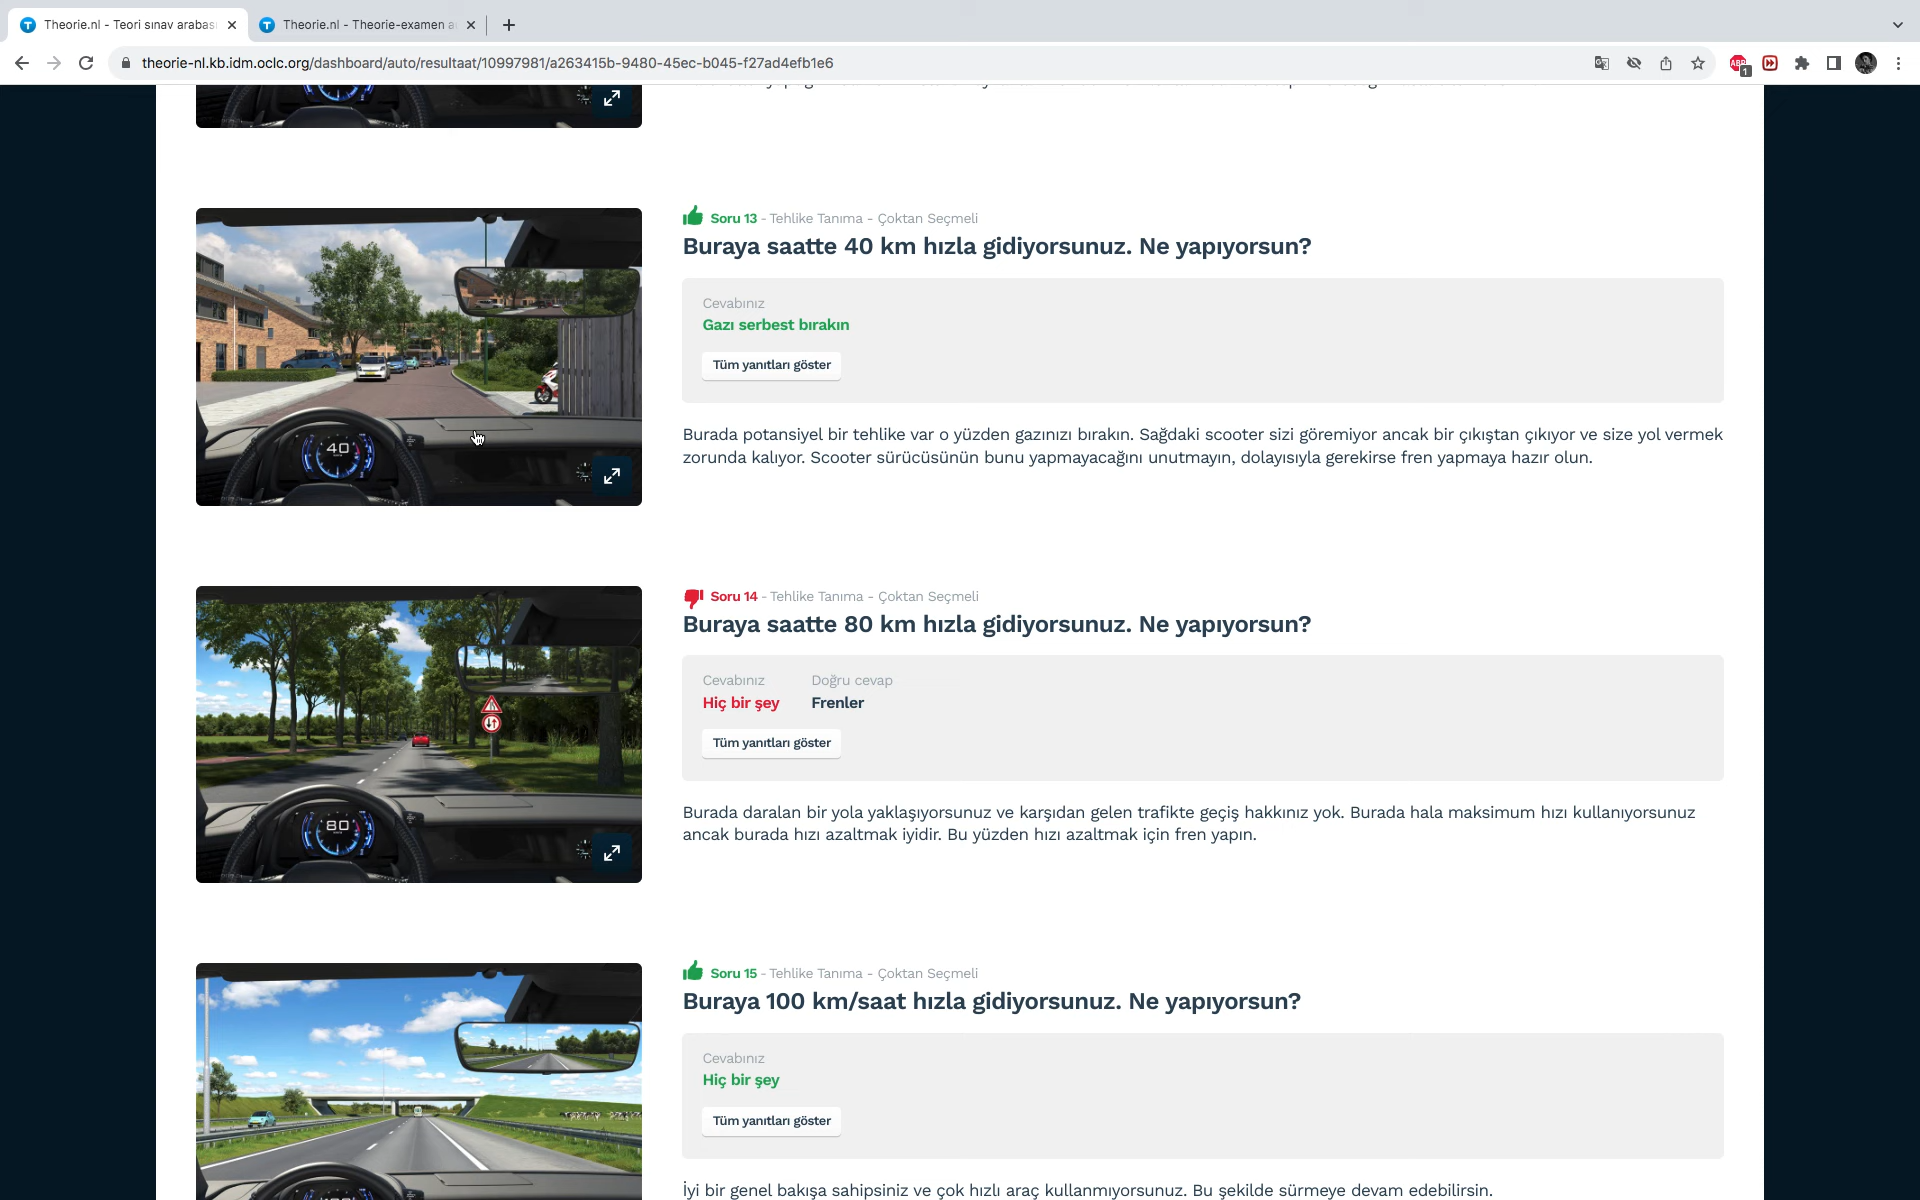 Theorie.nl - Teori sınav arabas
Theorie.nl - Theorie-examen a
theorie-nl.kb.idm.oclc.org/dashboard/auto/resultaat/10997981/a263415b-9480-45ec-b045-f27ad4efb1e6
ABP
1
Soru 13 - Tehlike Tanıma - Çoktan Seçmeli
Buraya saatte 40 km hızla gidiyorsunuz. Ne yapıyorsun?
Cevabınız
Gazı serbest bırakın
Tüm yanıtları göster
40
Burada potansiyel bir tehlike var o yüzden gazınızı bırakın. Sağdaki scooter sizi göremiyor ancak bir çıkıştan çıkıyor ve size yol vermek
zorunda kalıyor. Scooter sürücüsünün bunu yapmayacağını unutmayın, dolayısıyla gerekirse fren yapmaya hazır olun.
Soru 14 - Tehlike Tanıma - Çoktan Seçmeli
Buraya saatte 80 km hızla gidiyorsunuz. Ne yapıyorsun?
Cevabınız Doğru cevap
Hiç bir şey Frenler
Tüm yanıtları göster
80
Burada daralan bir yola yaklaşıyorsunuz ve karşıdan gelen trafikte geçiş hakkınız yok. Burada hala maksimum hızı kullanıyorsunuz
ancak burada hızı azaltmak iyidir. Bu yüzden hızı azaltmak için fren yapın.
Soru 15 - Tehlike Tanıma - Çoktan Seçmeli
Buraya 100 km/saat hızla gidiyorsunuz. Ne yapıyorsun?
Cevabınız
Hiç bir şey
Tüm yanıtları göster
İyi bir genel bakışa sahipsiniz ve çok hızlı araç kullanmıyorsunuz. Bu şekilde sürmeye devam edebilirsin.